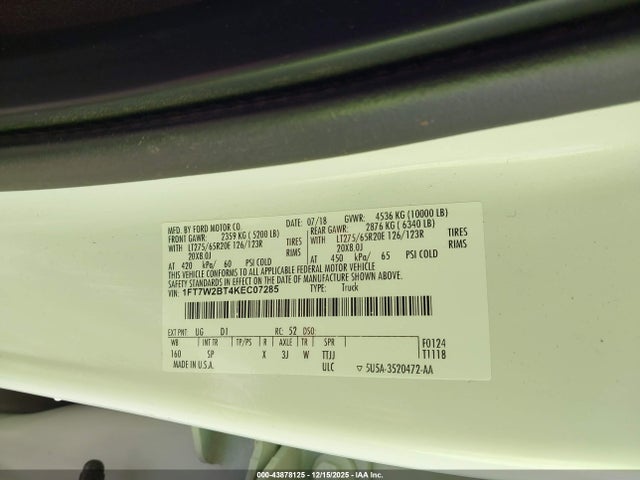 MFD. BY FORD MOTOR CO.
DATE: 07/18 GVWR: 4536 KG (10000 LB)
FRONT GAWR: 2359 KG ( 5200 LB) REAR GAWR: 2876 KG ( 6340 LB)
WITH LT275/65R20E 126/123R TIRES WITH LT275/65R20E 126/123R TIRES
20X8.0J RIMS 20X8.0J RIMS
AT 420 kPa/ 60 PSI COLD AT 450 kPa/ 65 PSI COLD
THIS VEHICLE CONFORMS TO ALL APPLICABLE FEDERAL MOTOR VEHICLE
SAFETY STANDARDS IN EFFECT ON THE DATE OF MANUFACTURE SHOWN ABOVE.
VIN: 1FT7W2BT4KEC07285 TYPE: Truck
EXT PNT: UG D1 RC: 52 DSO:
WB INT TR TP/PS R AXLE TR SPR F0124
160 SP X 3J W TTJJ T1118
MADE IN U.S.A. ULC ▽ 5USA-3520472-AA
000-43878125 - 12/15/2025 - IAAI.COM